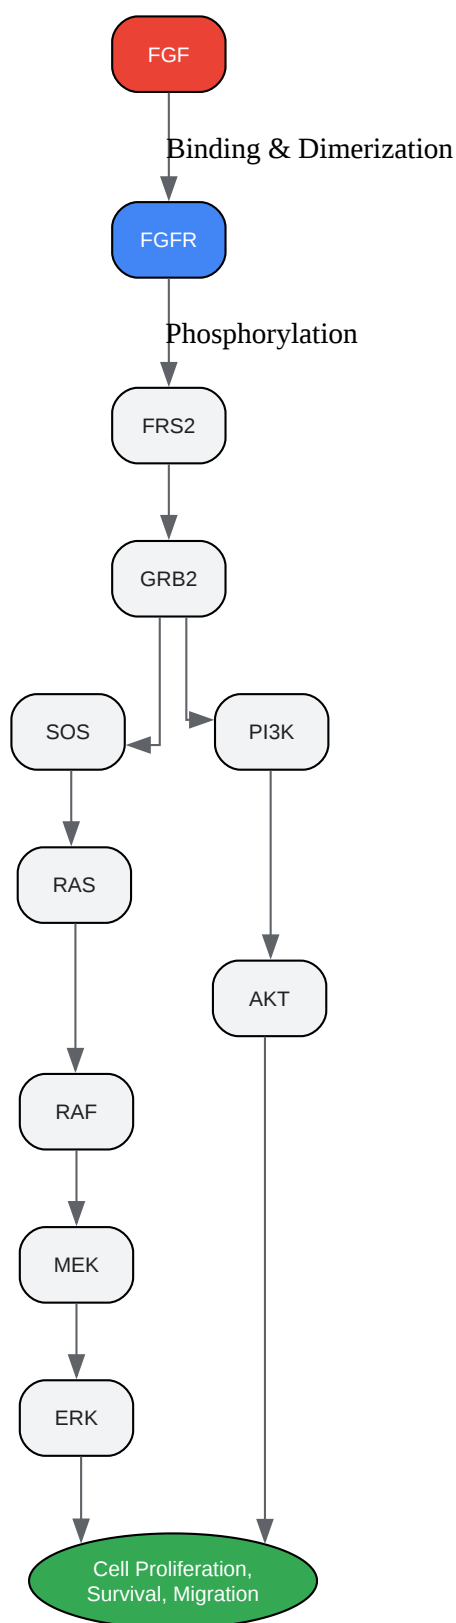 FGF
Binding & Dimerization
FGFR
Phosphorylation
FRS2
GRB2
SOS
PI3K
RAS
AKT
RAF
MEK
ERK
Cell Proliferation,
Survival, Migration